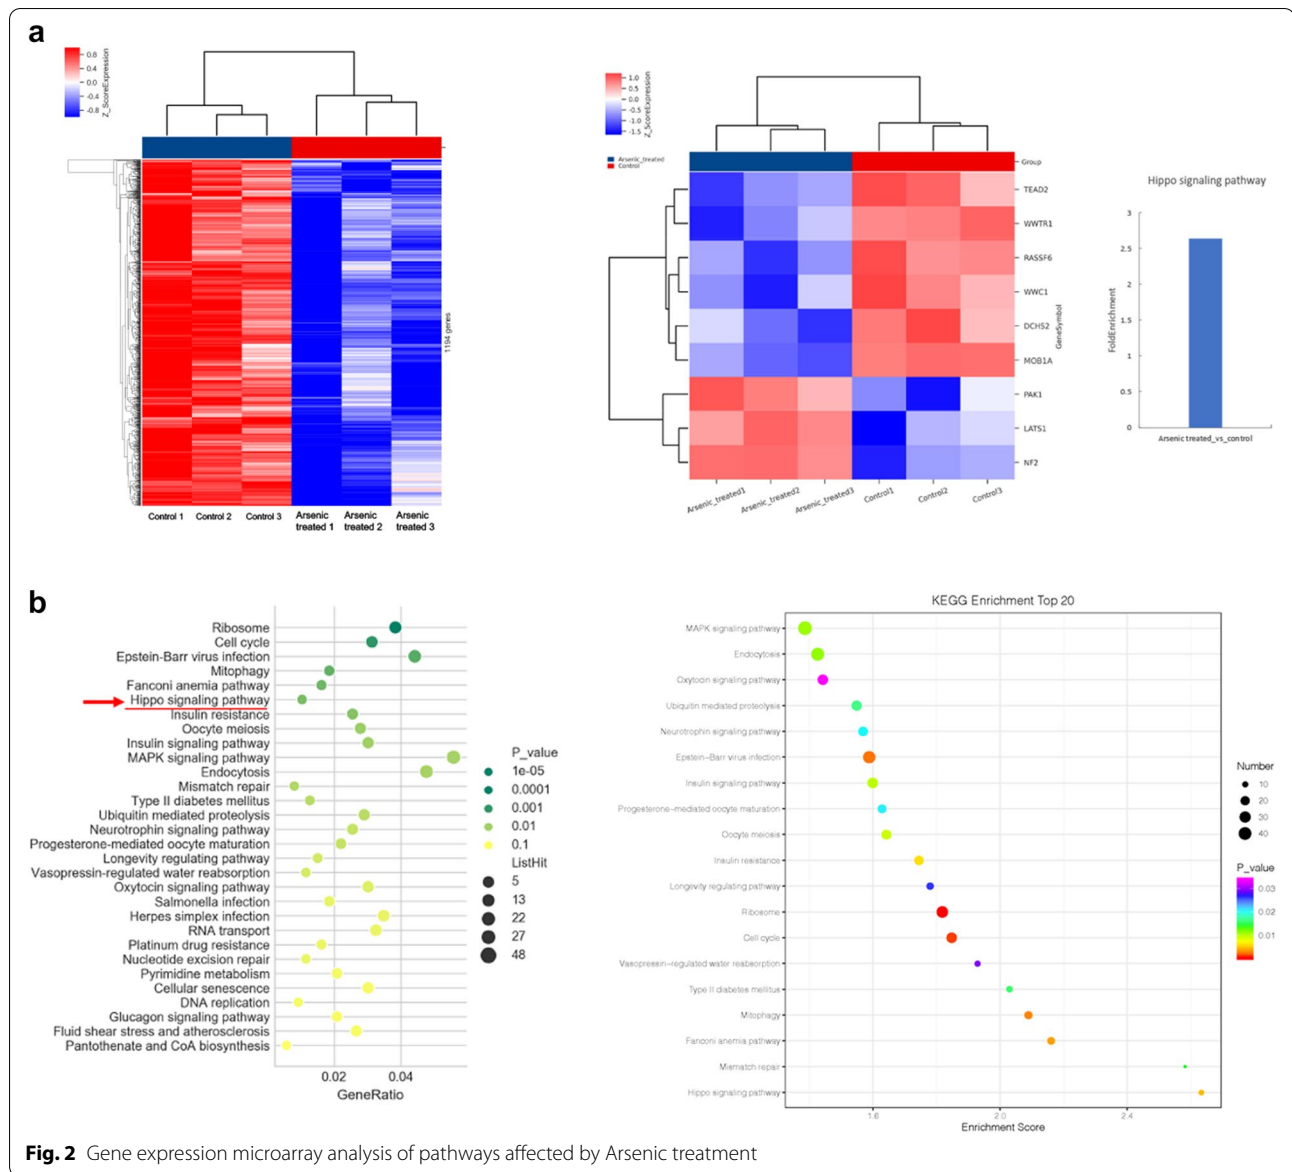 a
0.8
0.4
0.0
-0.4
-0.8
Z_ScoreExpression
1194 genes
Control 1 Control 2 Control 3 Arsenic treated 1 Arsenic treated 2 Arsenic treated 3
1.0
0.5
0.0
-0.5
-1.0
-1.5
Z_ScoreExpression
Arsenic_treated
Control
Group
TEAD2
WWTR1
RASSF6
WWC1
DCHS2
MOB1A
PAK1
LATS1
NF2
GeneSymbol
Arsenic_treated1 Arsenic_treated2 Arsenic_treated3 Control1 Control2 Control3
Hippo signaling pathway
3
2.5
2
1.5
1
0.5
0
FoldEnrichment
Arsenic treated_vs_control
b
Ribosome
Cell cycle
Epstein-Barr virus infection
Mitophagy
Fanconi anemia pathway
Hippo signaling pathway
Insulin resistance
Oocyte meiosis
Insulin signaling pathway
MAPK signaling pathway
Endocytosis
Mismatch repair
Type II diabetes mellitus
Ubiquitin mediated proteolysis
Neurotrophin signaling pathway
Progesterone-mediated oocyte maturation
Longevity regulating pathway
Vasopressin-regulated water reabsorption
Oxytocin signaling pathway
Salmonella infection
Herpes simplex infection
RNA transport
Platinum drug resistance
Nucleotide excision repair
Pyrimidine metabolism
Cellular senescence
DNA replication
Glucagon signaling pathway
Fluid shear stress and atherosclerosis
Pantothenate and CoA biosynthesis
0.02 0.04
GeneRatio
P_value
1e-05
0.0001
0.001
0.01
0.1
ListHit
5
13
22
27
48
KEGG Enrichment Top 20
MAPK signaling pathway
Endocytosis
Oxytocin signaling pathway
Ubiquitin mediated proteolysis
Neurotrophin signaling pathway
Epstein-Barr virus infection
Insulin signaling pathway
Progesterone-mediated oocyte maturation
Oocyte meiosis
Insulin resistance
Longevity regulating pathway
Ribosome
Cell cycle
Vasopressin-regulated water reabsorption
Type II diabetes mellitus
Mitophagy
Fanconi anemia pathway
Mismatch repair
Hippo signaling pathway
1.6 2.0 2.4
Enrichment Score
Number
10
20
30
40
P_value
0.03
0.02
0.01
Fig. 2 Gene expression microarray analysis of pathways affected by Arsenic treatment